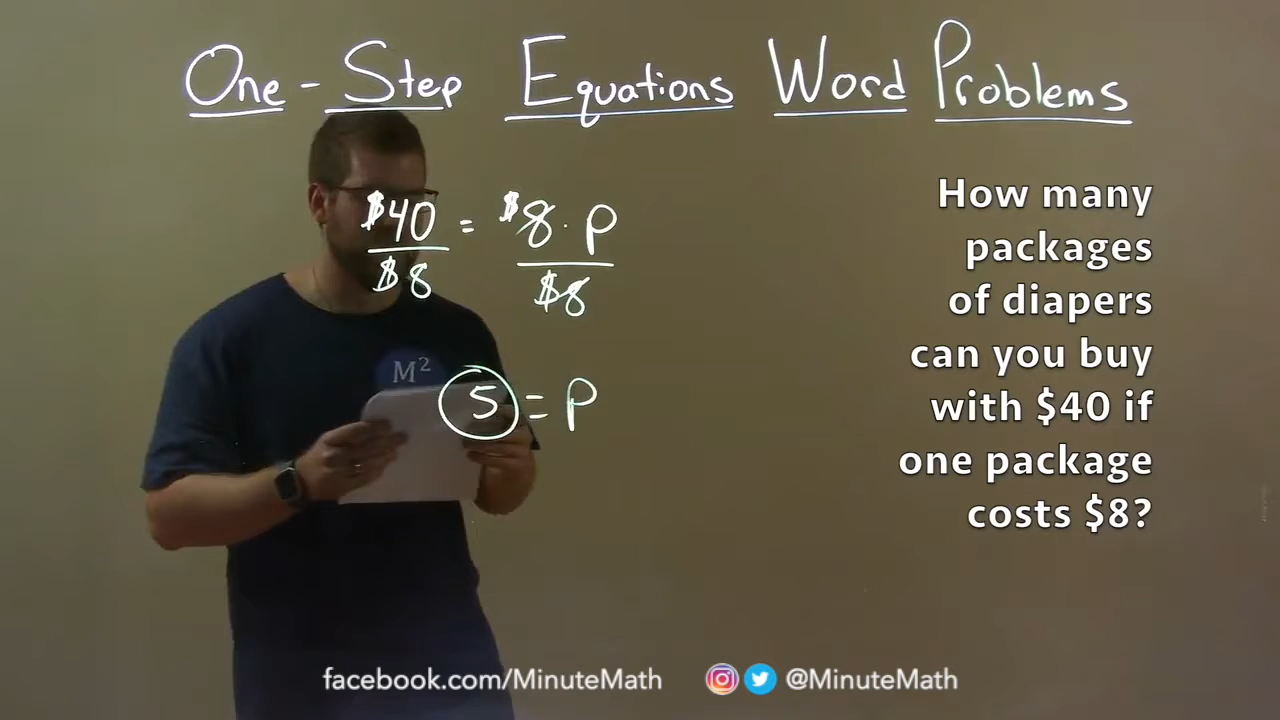 One-Step Equations Word Problems
$40 = $8 · p
$8 $8
M²
5 = p
How many
packages
of diapers
can you buy
with $40 if
one package
costs $8?
facebook.com/MinuteMath @MinuteMath